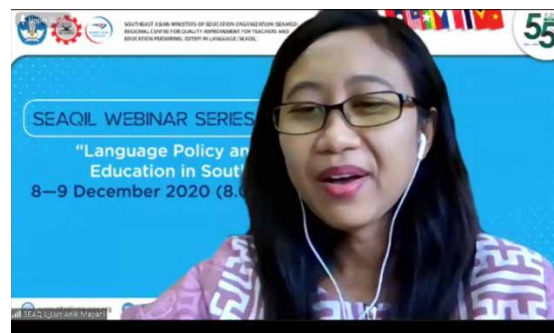 SOUTHEAST ASIAN MINISTERS OF EDUCATION ORGANIZATION (SEAMEO)
REGIONAL CENTRE FOR QUALITY IMPROVEMENT FOR TEACHERS AND
EDUCATION PERSONNEL (QITEP) IN LANGUAGE (SEAQIL)
55
SEAQIL WEBINAR SERIES
"Language Policy an
Education in Sout
8—9 December 2020 (8.0